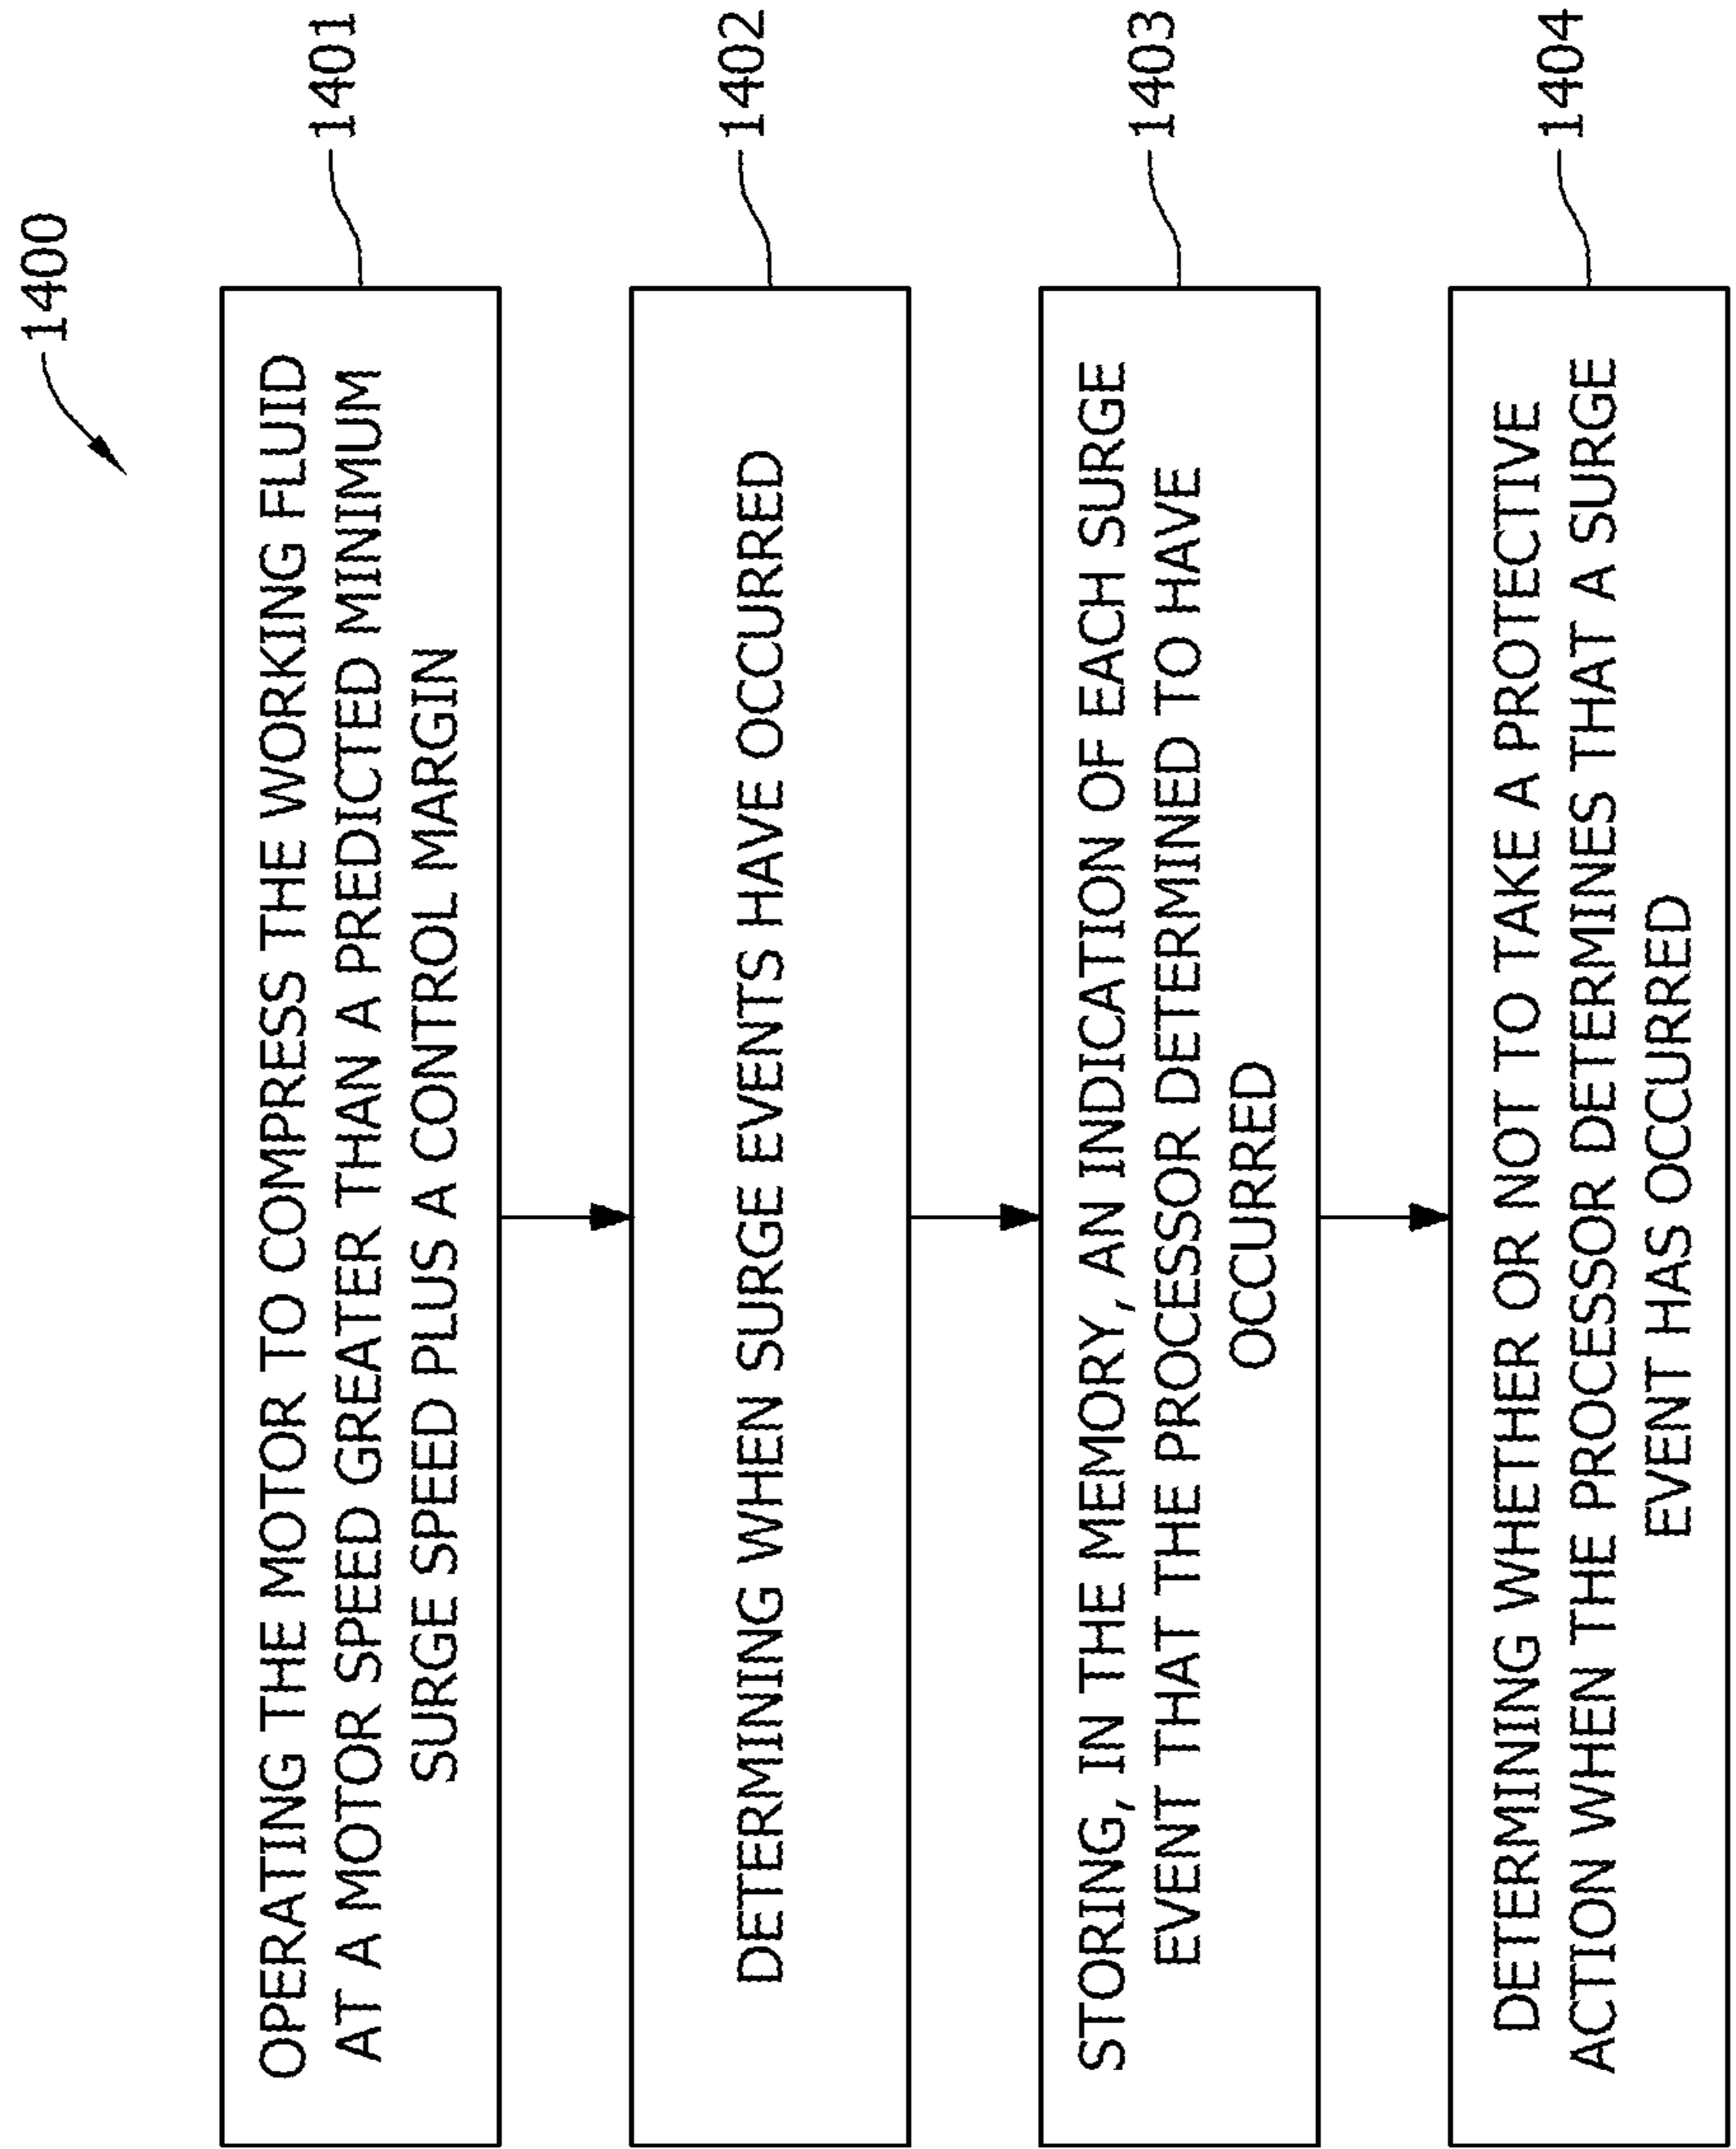 1400
OPERATING THE MOTOR TO COMPRESS THE WORKING FLUID
AT A MOTOR SPEED GREATER THAN A PREDICTED MINIMUM
SURGE SPEED PLUS A CONTROL MARGIN
1401
DETERMINING WHEN SURGE EVENTS HAVE OCCURRED
1402
STORING, IN THE MEMORY, AN INDICATION OF EACH SURGE
EVENT THAT THE PROCESSOR DETERMINED TO HAVE
OCCURRED
1403
DETERMINING WHETHER OR NOT TO TAKE A PROTECTIVE
ACTION WHEN THE PROCESSOR DETERMINES THAT A SURGE
EVENT HAS OCCURRED
1404